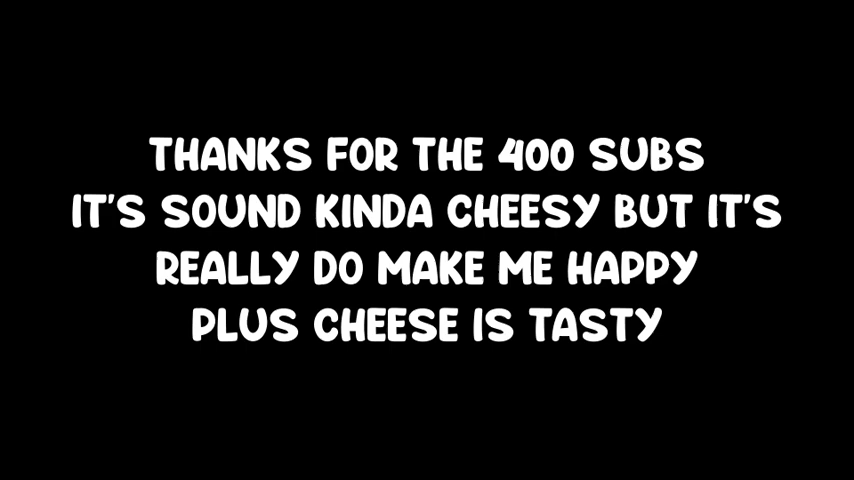 THANKS FOR THE 400 SUBS
IT'S SOUND KINDA CHEESY BUT IT'S
REALLY DO MAKE ME HAPPY
PLUS CHEESE IS TASTY